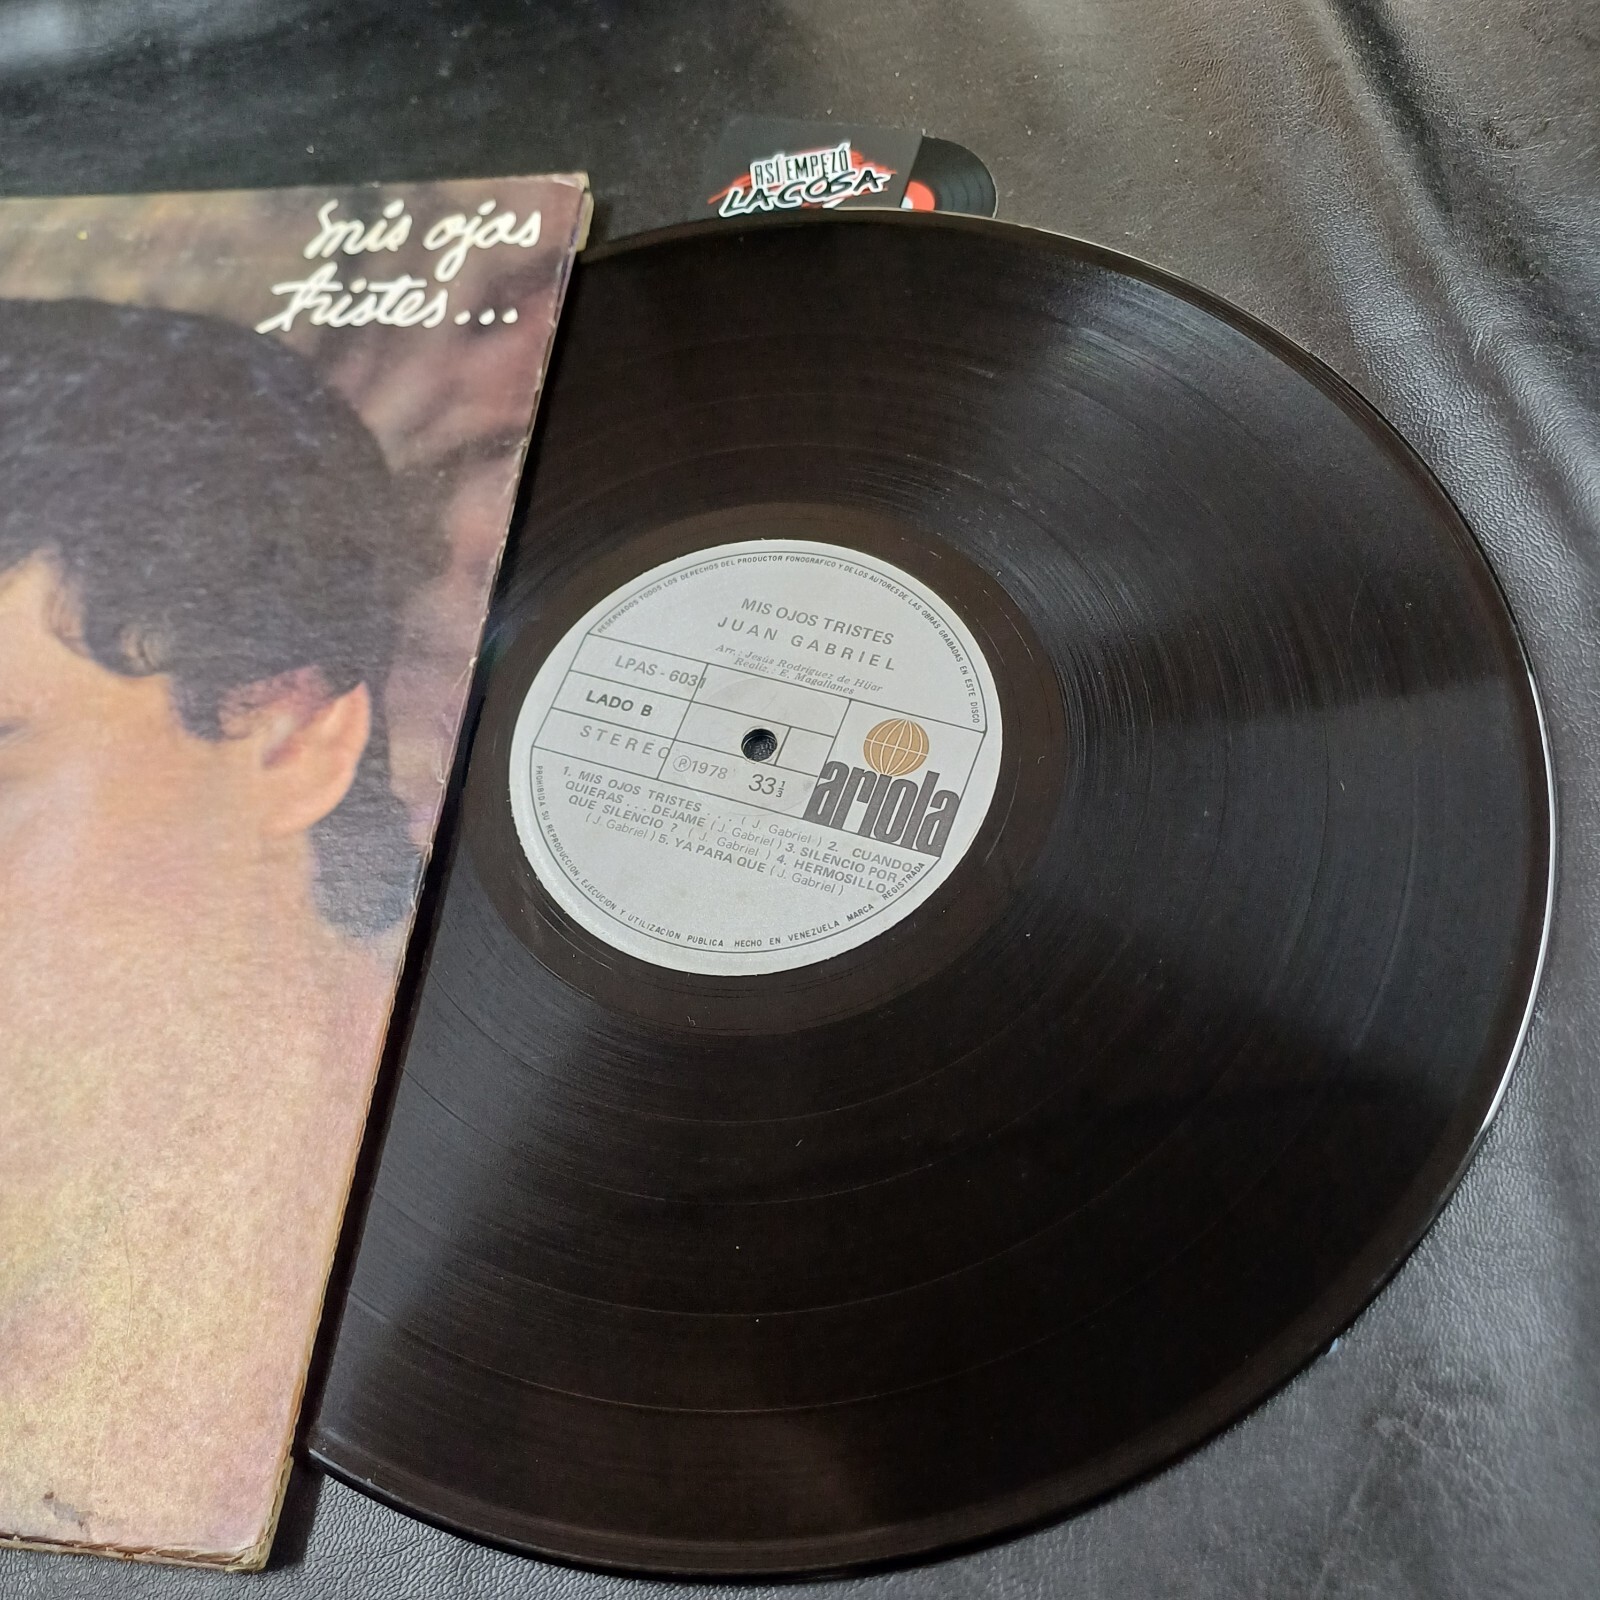 ASÍ EMPEZÓ
LA COSA
mis ojos
tristes...
RESERVADOS TODOS LOS DERECHOS DEL PRODUCTOR FONOGRAFICO Y DE LOS AUTORES DE LAS OBRAS GRABADAS EN ESTE DISCO
MIS OJOS TRISTES
JUAN GABRIEL
Arr.: Jesús Rodríguez de Híjar
Realiz.: E. Magallanes
LPAS - 6031
LADO B
STEREO
℗1978 33⅓
ariola
1. MIS OJOS TRISTES . . . . ( J. Gabriel ) 2. CUANDO
QUIERAS . . . DEJAME ( J. Gabriel ) 3. SILENCIO POR
QUE SILENCIO ? ( J. Gabriel ) 4. HERMOSILLO
( J. Gabriel ) 5. YA PARA QUE ( J. Gabriel )
PROHIBIDA SU REPRODUCCION, EJECUCION Y UTILIZACION PUBLICA HECHO EN VENEZUELA MARCA REGISTRADA